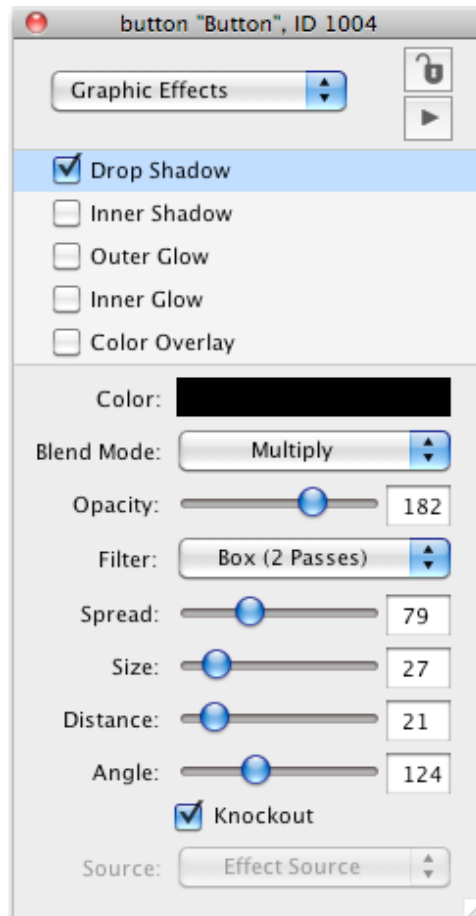 button "Button", ID 1004
Graphic Effects
Drop Shadow
Inner Shadow
Outer Glow
Inner Glow
Color Overlay
Color:
Blend Mode: Multiply
Opacity: 182
Filter: Box (2 Passes)
Spread: 79
Size: 27
Distance: 21
Angle: 124
Knockout
Source: Effect Source